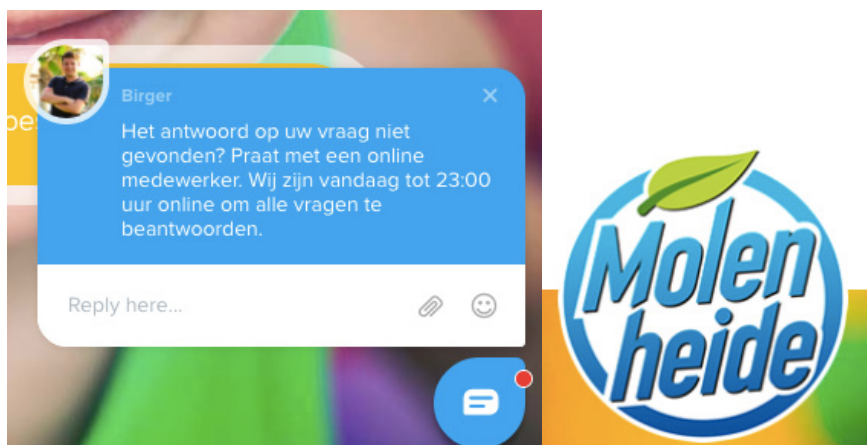 Birger
Het antwoord op uw vraag niet
gevonden? Praat met een online
medewerker. Wij zijn vandaag tot 23:00
uur online om alle vragen te
beantwoorden.
Reply here...
Molen
heide